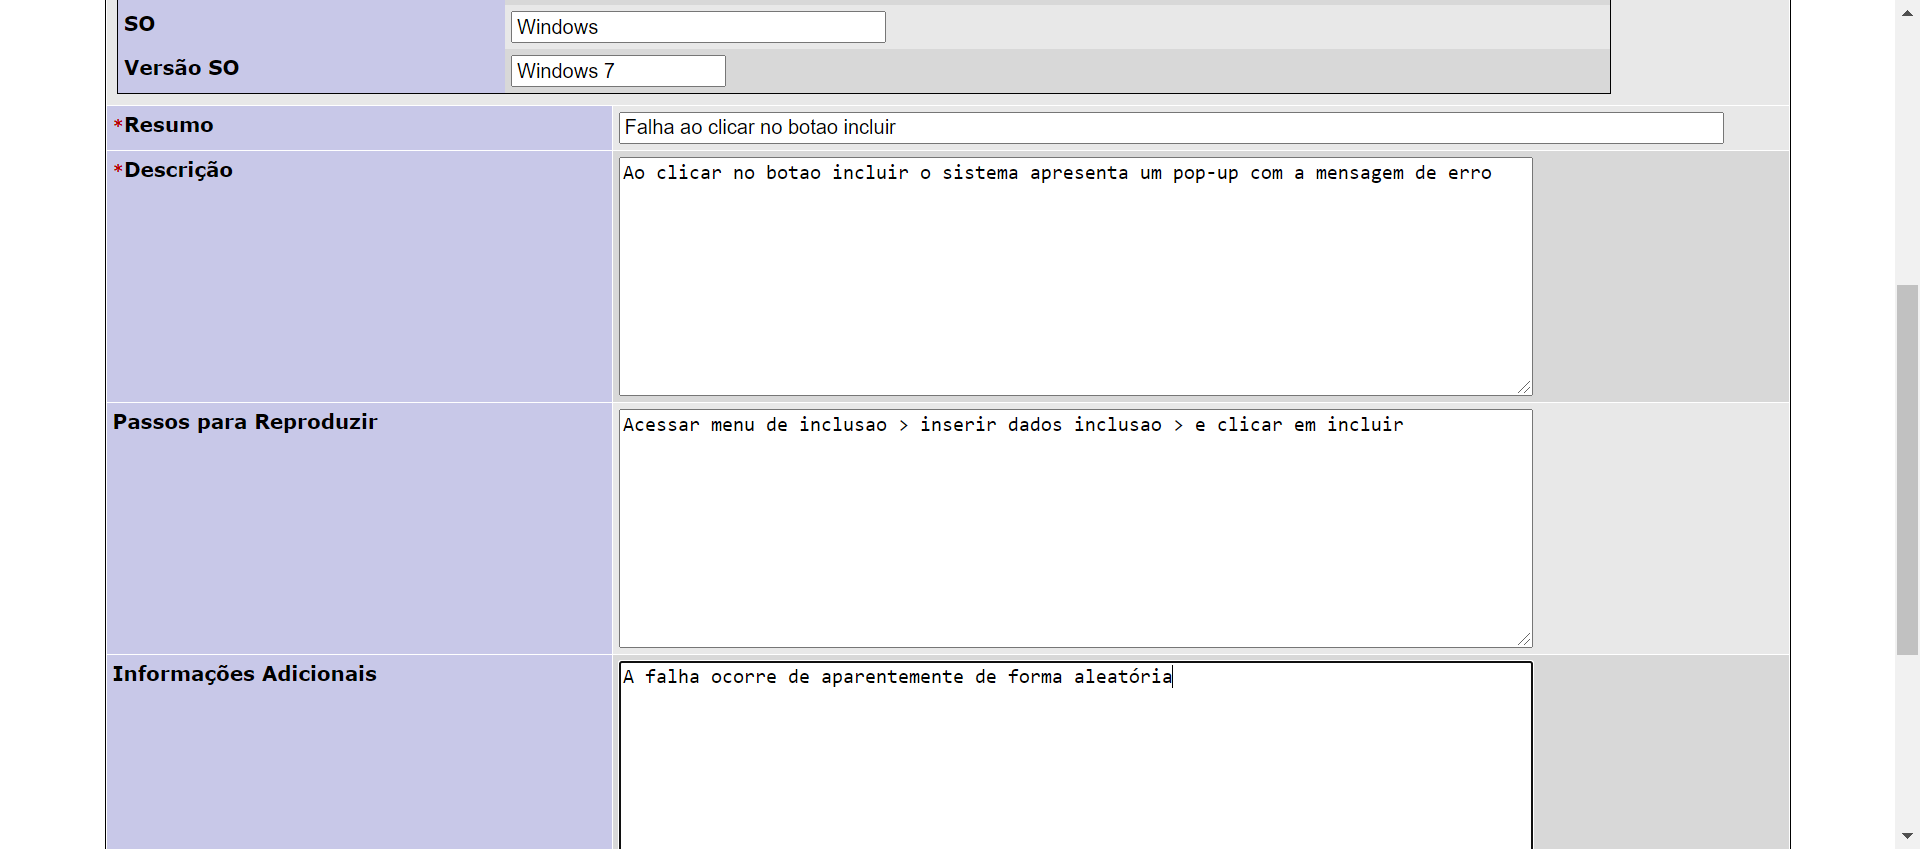 SO
Windows
Versão SO
Windows 7
*Resumo
Falha ao clicar no botao incluir
*Descrição
Ao clicar no botao incluir o sistema apresenta um pop-up com a mensagem de erro
Passos para Reproduzir
Acessar menu de inclusao > inserir dados inclusao > e clicar em incluir
Informações Adicionais
A falha ocorre de aparentemente de forma aleatória